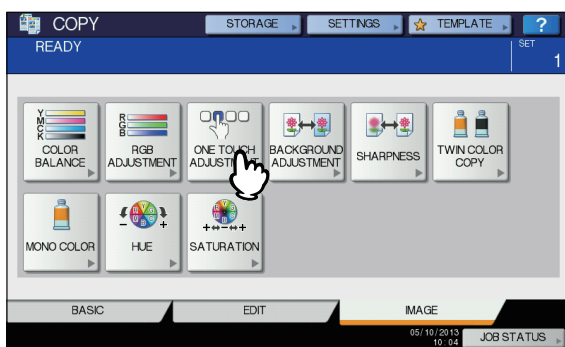 COPY
STORAGE
SETTINGS
TEMPLATE
?
READY
SET
1
Y
M
C
K
COLOR
BALANCE
R
G
B
RGB
ADJUSTMENT
ONE TOUCH
BACKGROUND
ADJUSTMENT
SHARPNESS
TWIN COLOR
COPY
MONO COLOR
HUE
SATURATION
BASIC
EDIT
IMAGE
05/10/2013
10:04
JOB STATUS